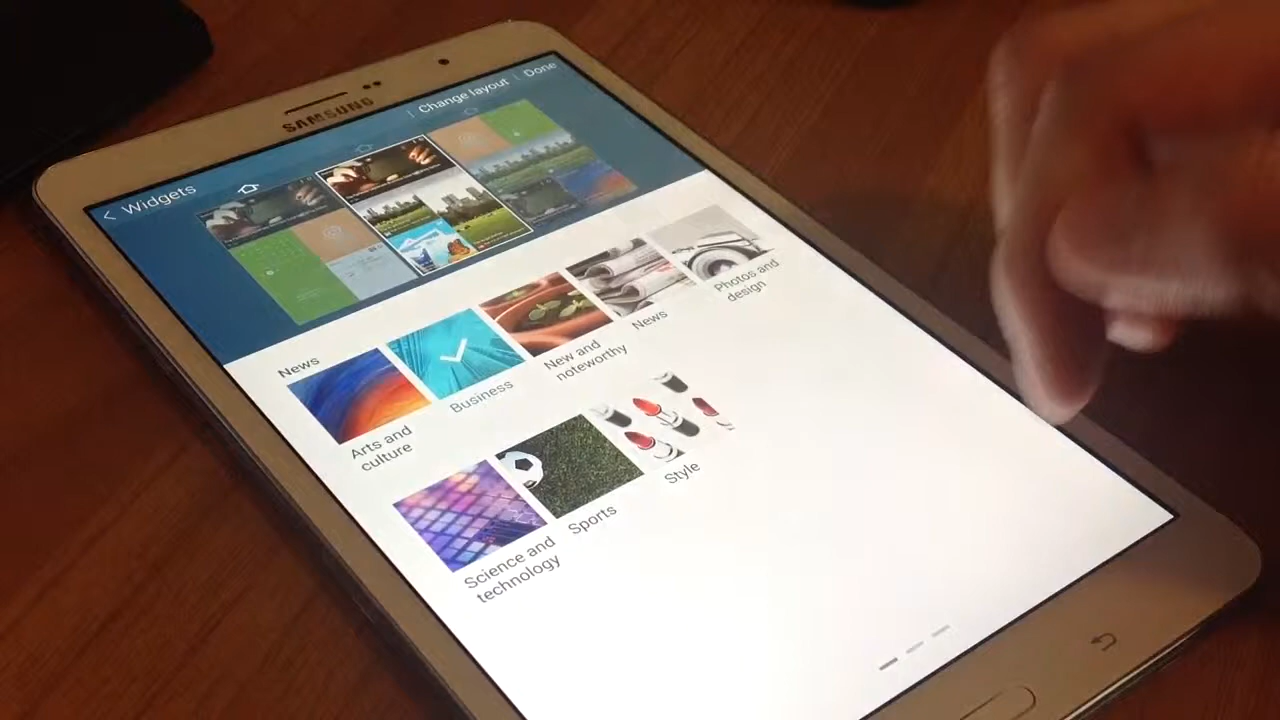 SAMSUNG
< Widgets
| Change layout | Done
News
Arts and
culture
Business
New and
noteworthy
News
Photos and
design
Science and
technology
Sports
Style